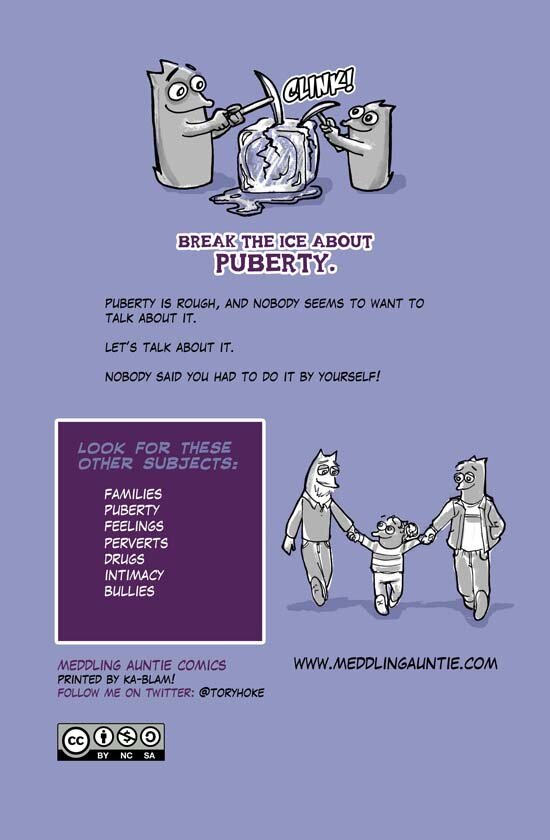 CLINK!
BREAK THE ICE ABOUT
PUBERTY.
PUBERTY IS ROUGH, AND NOBODY SEEMS TO WANT TO
TALK ABOUT IT.
LET'S TALK ABOUT IT.
NOBODY SAID YOU HAD TO DO IT BY YOURSELF!
LOOK FOR THESE
OTHER SUBJECTS:
FAMILIES
PUBERTY
FEELINGS
PERVERTS
DRUGS
INTIMACY
BULLIES
MEDDLING AUNTIE COMICS
PRINTED BY KA-BLAM!
FOLLOW ME ON TWITTER: @TORYHOKE
WWW.MEDDLINGAUNTIE.COM
CC
BY NC SA